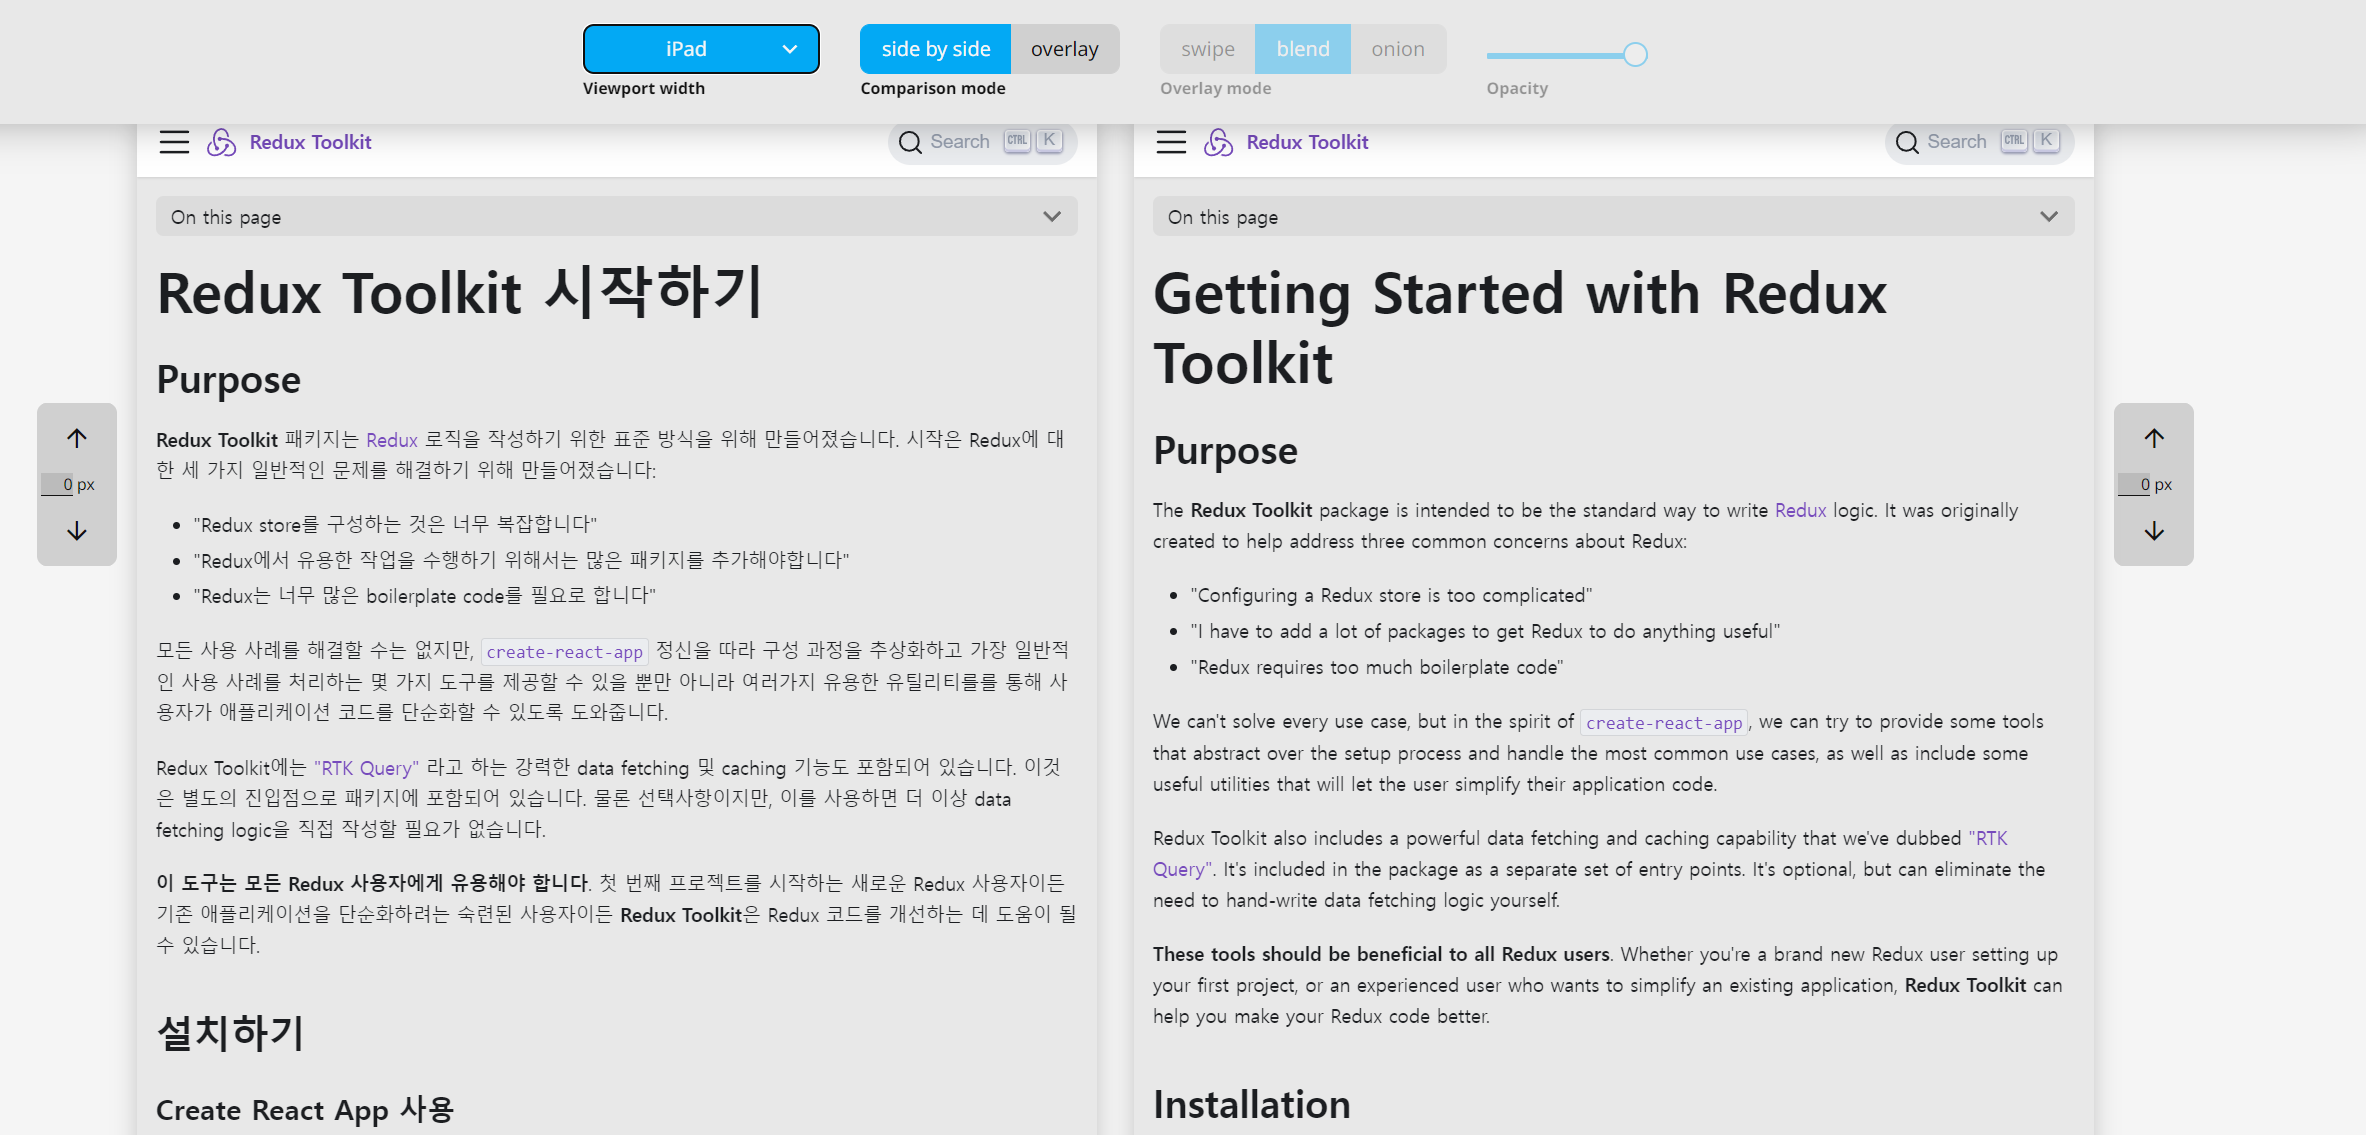 iPad
Viewport width
side by side overlay
Comparison mode
swipe blend onion
Overlay mode
Opacity
Redux Toolkit
Search CTRL K
On this page
Redux Toolkit 시작하기
Purpose
Redux Toolkit 패키지는 Redux 로직을 작성하기 위한 표준 방식을 위해 만들어졌습니다. 시작은 Redux에 대
한 세 가지 일반적인 문제를 해결하기 위해 만들어졌습니다:
"Redux store를 구성하는 것은 너무 복잡합니다"
"Redux에서 유용한 작업을 수행하기 위해서는 많은 패키지를 추가해야합니다"
"Redux는 너무 많은 boilerplate code를 필요로 합니다"
모든 사용 사례를 해결할 수는 없지만, create-react-app 정신을 따라 구성 과정을 추상화하고 가장 일반적
인 사용 사례를 처리하는 몇 가지 도구를 제공할 수 있을 뿐만 아니라 여러가지 유용한 유틸리티를를 통해 사
용자가 애플리케이션 코드를 단순화할 수 있도록 도와줍니다.
Redux Toolkit에는 "RTK Query" 라고 하는 강력한 data fetching 및 caching 기능도 포함되어 있습니다. 이것
은 별도의 진입점으로 패키지에 포함되어 있습니다. 물론 선택사항이지만, 이를 사용하면 더 이상 data
fetching logic을 직접 작성할 필요가 없습니다.
이 도구는 모든 Redux 사용자에게 유용해야 합니다. 첫 번째 프로젝트를 시작하는 새로운 Redux 사용자이든
기존 애플리케이션을 단순화하려는 숙련된 사용자이든 Redux Toolkit은 Redux 코드를 개선하는 데 도움이 될
수 있습니다.
설치하기
Create React App 사용
0 px
Redux Toolkit
Search CTRL K
On this page
Getting Started with Redux
Toolkit
Purpose
The Redux Toolkit package is intended to be the standard way to write Redux logic. It was originally
created to help address three common concerns about Redux:
"Configuring a Redux store is too complicated"
"I have to add a lot of packages to get Redux to do anything useful"
"Redux requires too much boilerplate code"
We can't solve every use case, but in the spirit of create-react-app, we can try to provide some tools
that abstract over the setup process and handle the most common use cases, as well as include some
useful utilities that will let the user simplify their application code.
Redux Toolkit also includes a powerful data fetching and caching capability that we've dubbed "RTK
Query". It's included in the package as a separate set of entry points. It's optional, but can eliminate the
need to hand-write data fetching logic yourself.
These tools should be beneficial to all Redux users. Whether you're a brand new Redux user setting up
your first project, or an experienced user who wants to simplify an existing application, Redux Toolkit can
help you make your Redux code better.
Installation
0 px